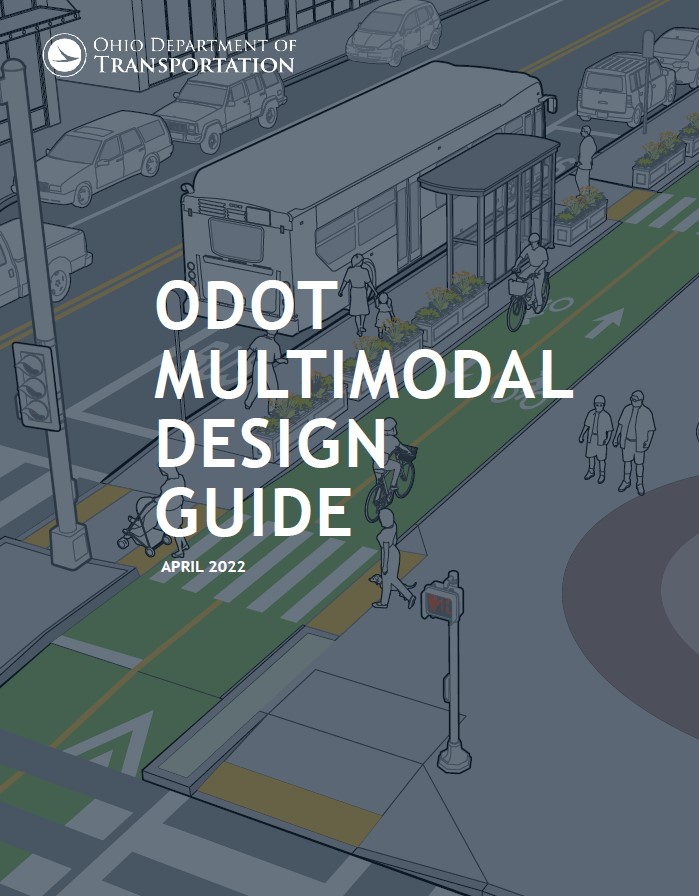 OHIO DEPARTMENT OF
TRANSPORTATION
ODOT
MULTIMODAL
DESIGN
GUIDE
APRIL 2022